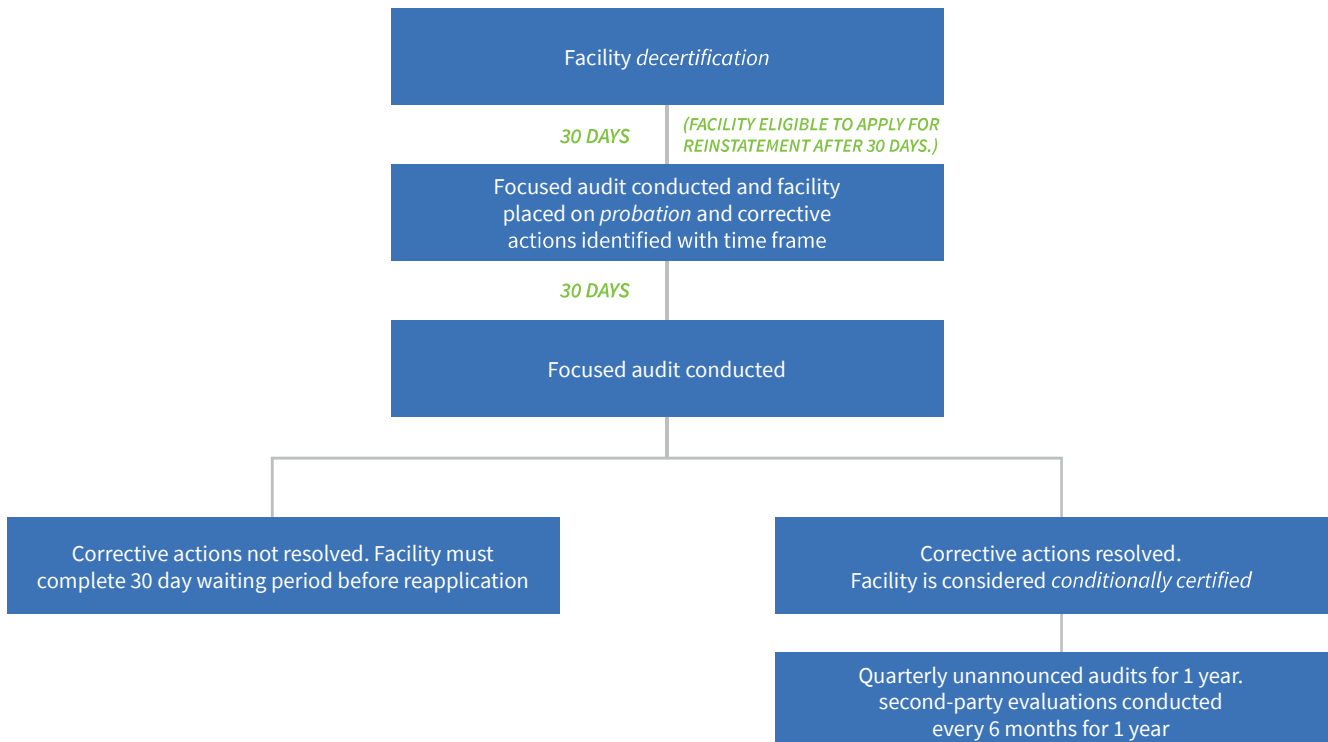 Facility decertification
30 DAYS
(FACILITY ELIGIBLE TO APPLY FOR
REINSTATEMENT AFTER 30 DAYS.)
Focused audit conducted and facility
placed on probation and corrective
actions identified with time frame
30 DAYS
Focused audit conducted
Corrective actions not resolved. Facility must
complete 30 day waiting period before reapplication
Corrective actions resolved.
Facility is considered conditionally certified
Quarterly unannounced audits for 1 year.
second-party evaluations conducted
every 6 months for 1 year